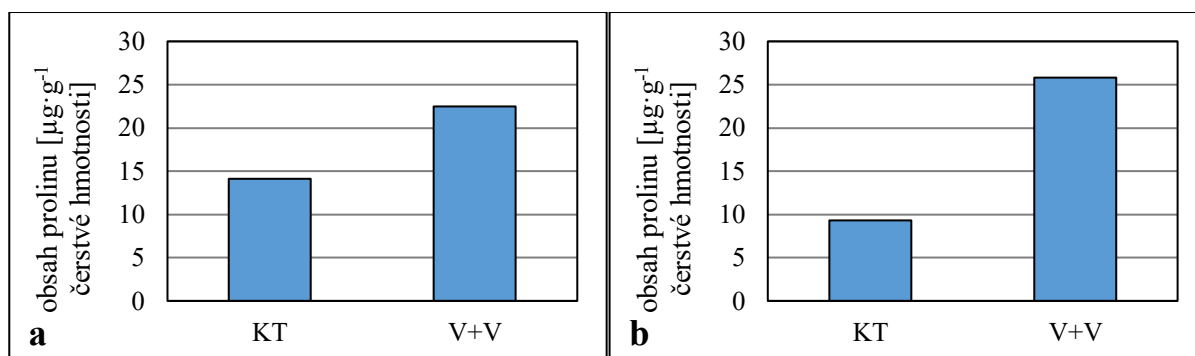 obsah prolinu [µg·g⁻¹
čerstvé hmotnosti]
30
25
20
15
10
5
0
KT
V+V
a
obsah prolinu [µg·g⁻¹
čerstvé hmotnosti]
30
25
20
15
10
5
0
KT
V+V
b